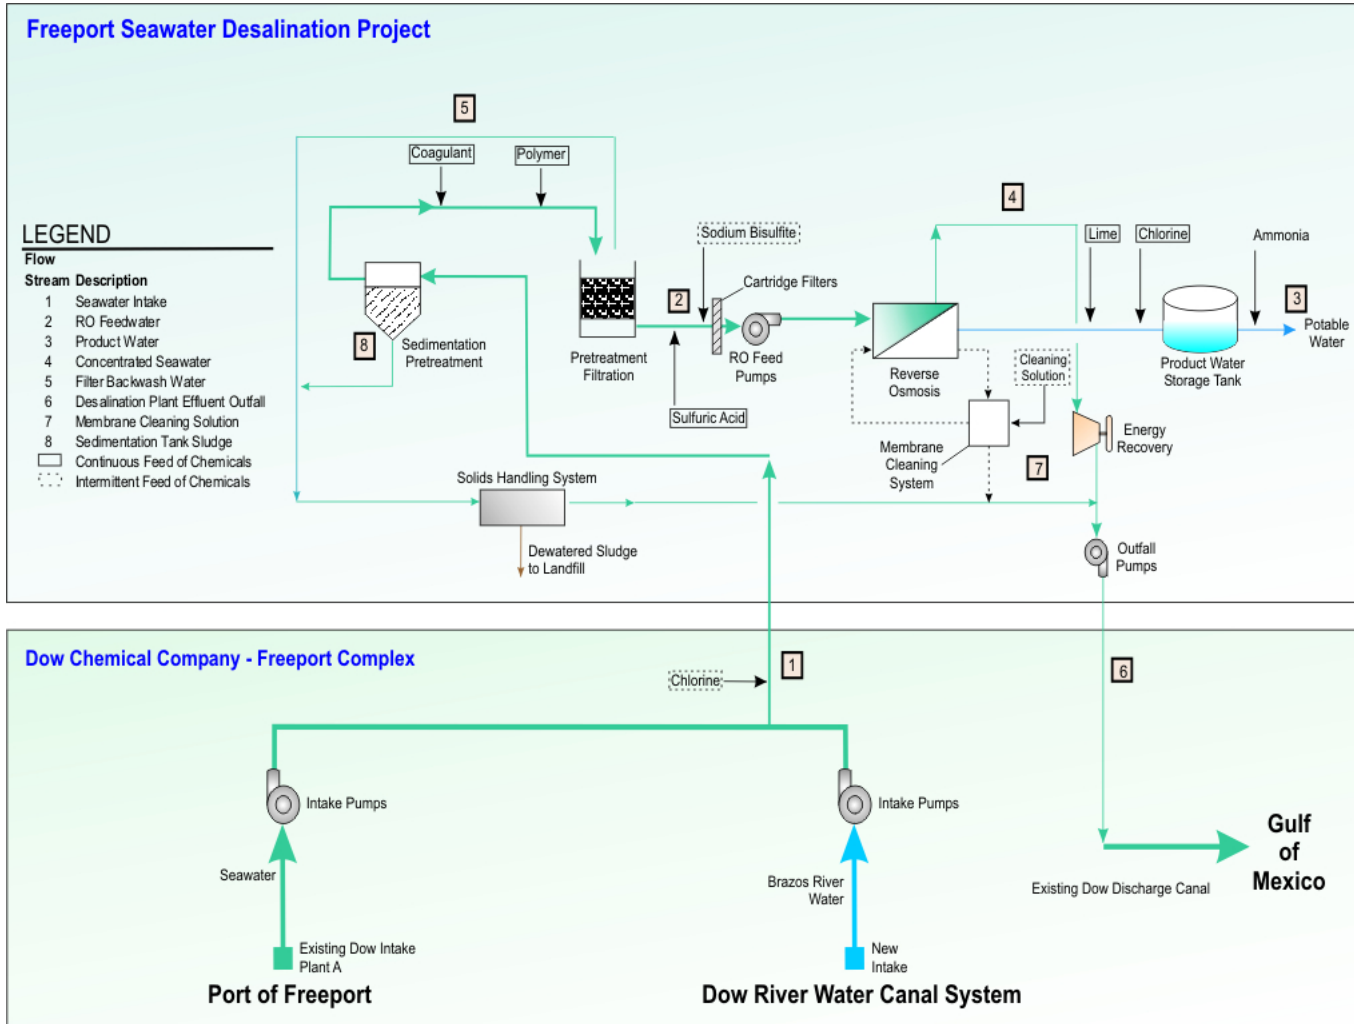 Freeport Seawater Desalination Project
5
Coagulant
Polymer
4
LEGEND
Flow
Stream Description
1 Seawater Intake
2 RO Feedwater
3 Product Water
4 Concentrated Seawater
5 Filter Backwash Water
6 Desalination Plant Effluent Outfall
7 Membrane Cleaning Solution
8 Sedimentation Tank Sludge
Continuous Feed of Chemicals
Intermittent Feed of Chemicals
8
Sedimentation
Pretreatment
Pretreatment
Filtration
2
Sodium Bisulfite
Cartridge Filters
RO Feed
Pumps
Sulfuric Acid
Reverse
Osmosis
Cleaning
Solution
Membrane
Cleaning
System
7
Lime
Chlorine
Ammonia
3
Potable
Water
Product Water
Storage Tank
Energy
Recovery
Solids Handling System
Dewatered Sludge
to Landfill
Outfall
Pumps
Dow Chemical Company - Freeport Complex
Chlorine
1
6
Intake Pumps
Intake Pumps
Seawater
Brazos River
Water
Existing Dow Intake
Plant A
New
Intake
Port of Freeport
Dow River Water Canal System
Existing Dow Discharge Canal
Gulf
of
Mexico